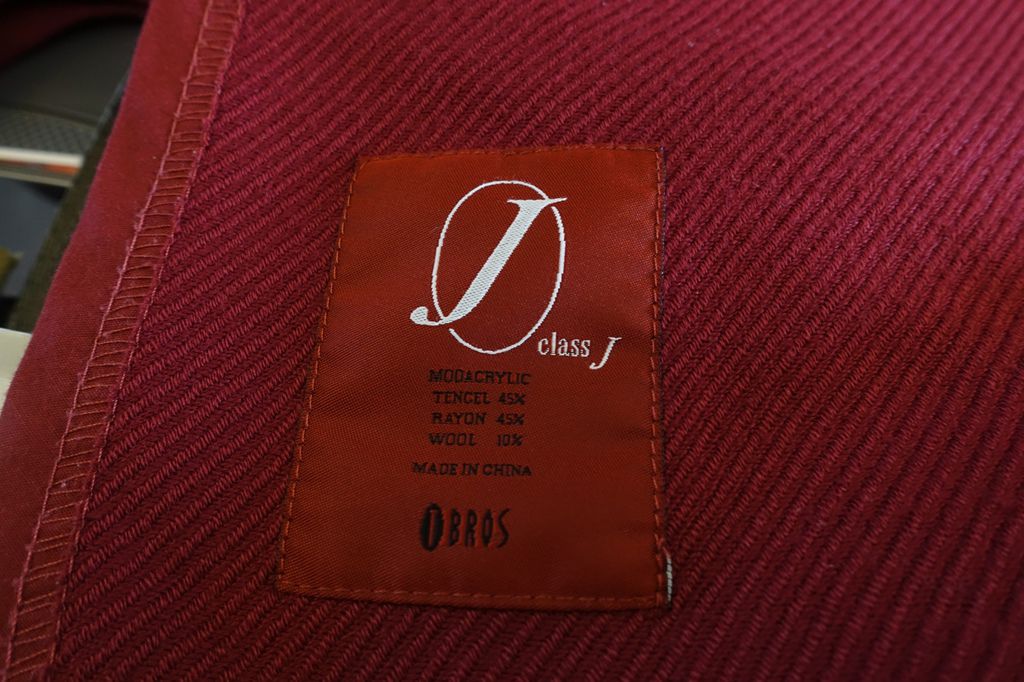 J
class J
MODACRYLIC
TENCEL 45%
RAYON 45%
WOOL 10%
MADE IN CHINA
BROS